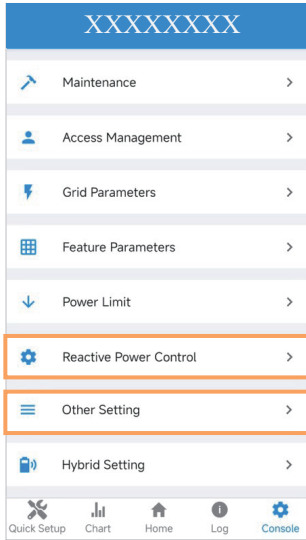 XXXXXXXX
Maintenance
Access Management
Grid Parameters
Feature Parameters
Power Limit
Reactive Power Control
Other Setting
Hybrid Setting
Quick Setup Chart Home Log Console